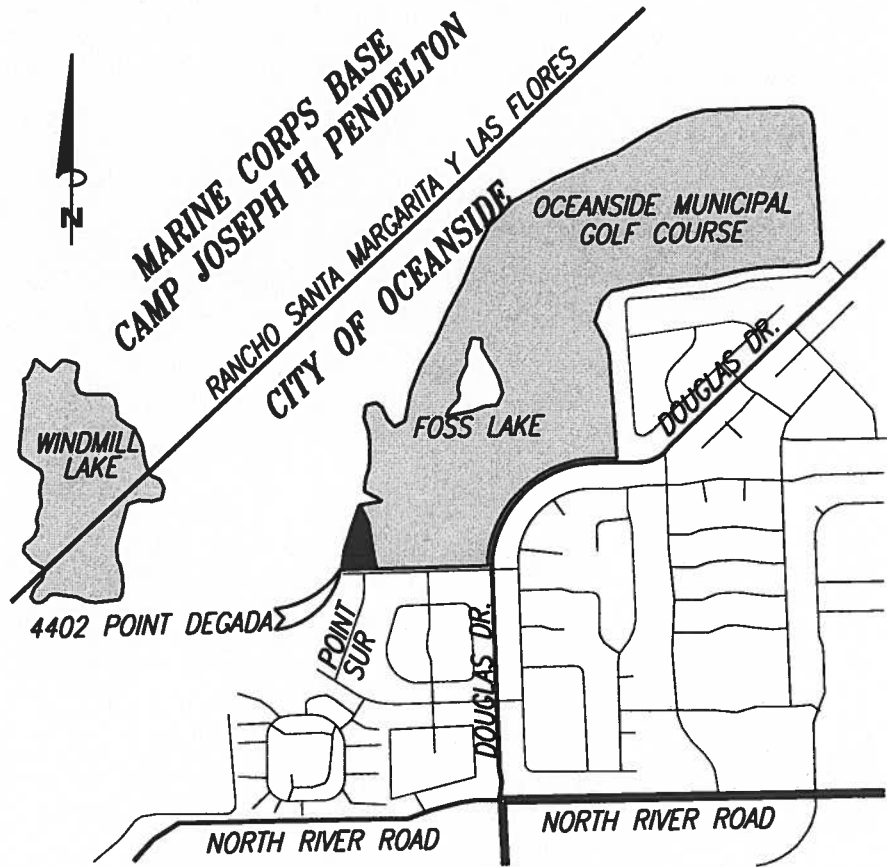 MARINE CORPS BASE
CAMP JOSEPH H PENDELTON
RANCHO SANTA MARGARITA Y LAS FLORES
CITY OF OCEANSIDE
N
OCEANSIDE MUNICIPAL
GOLF COURSE
WINDMILL
LAKE
FOSS LAKE
DOUGLAS DR.
4402 POINT DEGADA
POINT
SUR
DOUGLAS DR.
NORTH RIVER ROAD
NORTH RIVER ROAD